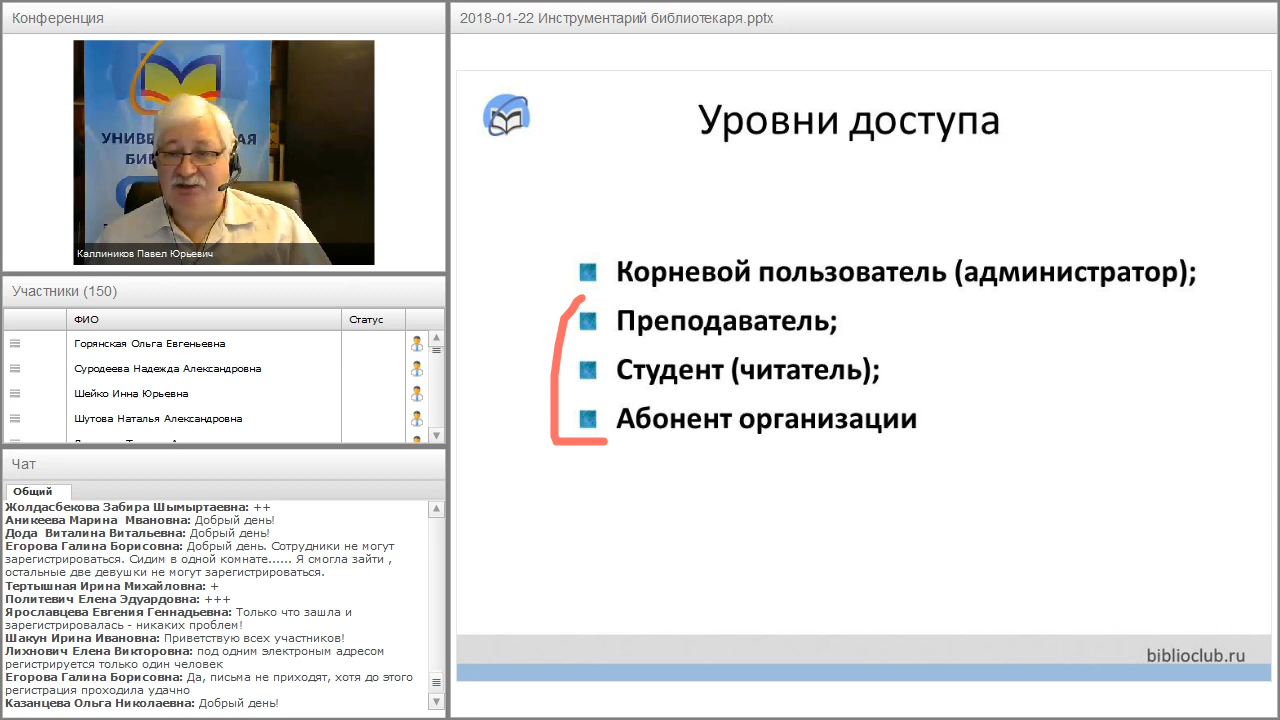 Конференция
УНИВЕ
КАЯ
БИБ
Каллиников Павел Юрьевич
Участники (150)
ФИО
Статус
Горянская Ольга Евгеньевна
Суродеева Надежда Александровна
Шейко Инна Юрьевна
Шутова Наталья Александровна
Чат
Общий
Жолдасбекова Забира Шымыртаевна: ++
Аникеева Марина Мвановна: Добрый день!
Дода Виталина Витальевна: Добрый день!
Егорова Галина Борисовна: Добрый день. Сотрудники не могут
зарегистрироваться. Сидим в одной комнате...... Я смогла зайти ,
остальные две девушки не могут зарегистрироваться.
Тертышная Ирина Михайловна: +
Политевич Елена Эдуардовна: +++
Ярославцева Евгения Геннадьевна: Только что зашла и
зарегистрировалась - никаких проблем!
Шакун Ирина Ивановна: Приветствую всех участников!
Лихнович Елена Викторовна: под одним электроным адресом
регистрируется только один человек
Егорова Галина Борисовна: Да, письма не приходят, хотя до этого
регистрация проходила удачно
Казанцева Ольга Николаевна: Добрый день!
2018-01-22 Инструментарий библиотекаря.pptx
Уровни доступа
Корневой пользователь (администратор);
Преподаватель;
Студент (читатель);
Абонент организации
biblioclub.ru